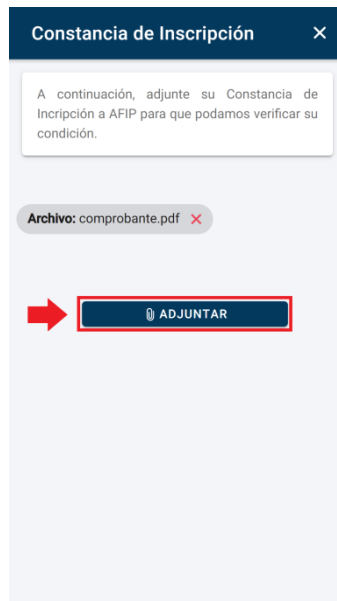 Constancia de Inscripción
A continuación, adjunte su Constancia de
Incripción a AFIP para que podamos verificar su
condición.
Archivo: comprobante.pdf
ADJUNTAR